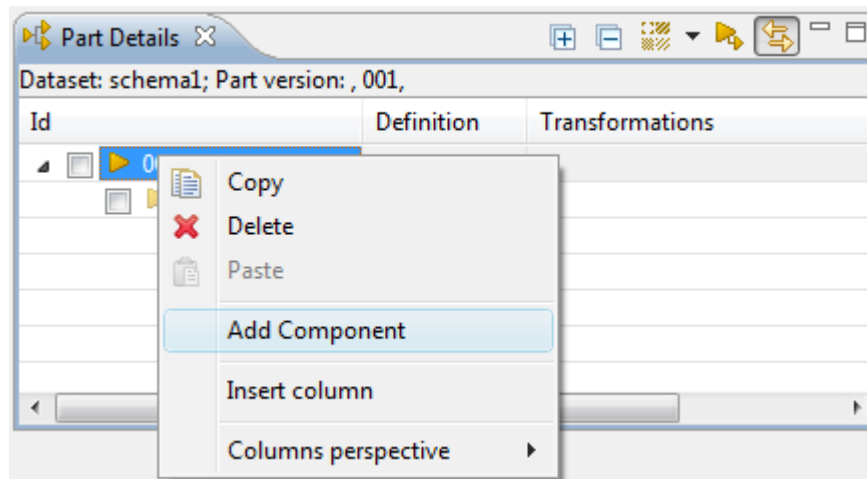 Part Details
Dataset: schema1; Part version: , 001,
Id Definition Transformations
Copy
Delete
Paste
Add Component
Insert column
Columns perspective